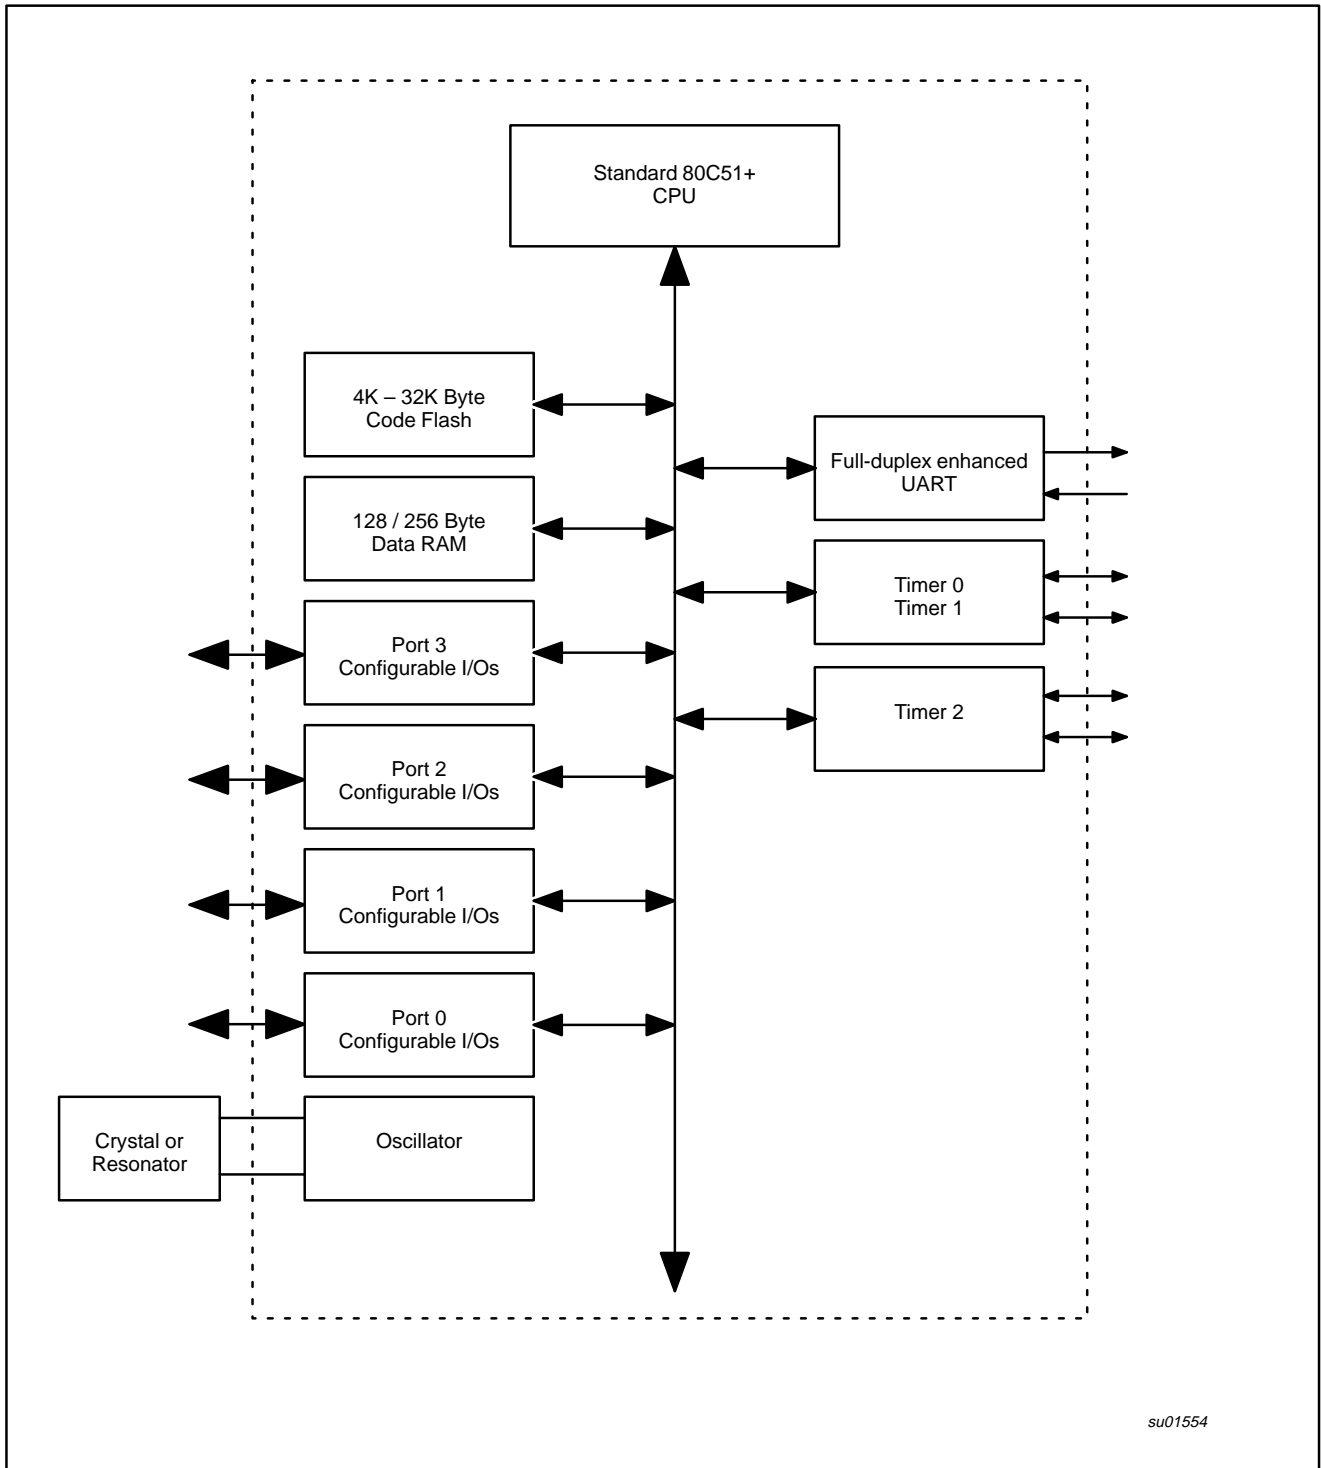 Standard 80C51+
CPU
4K – 32K Byte
Code Flash
128 / 256 Byte
Data RAM
Port 3
Configurable I/Os
Port 2
Configurable I/Os
Port 1
Configurable I/Os
Port 0
Configurable I/Os
Crystal or
Resonator
Oscillator
Full-duplex enhanced
UART
Timer 0
Timer 1
Timer 2
su01554